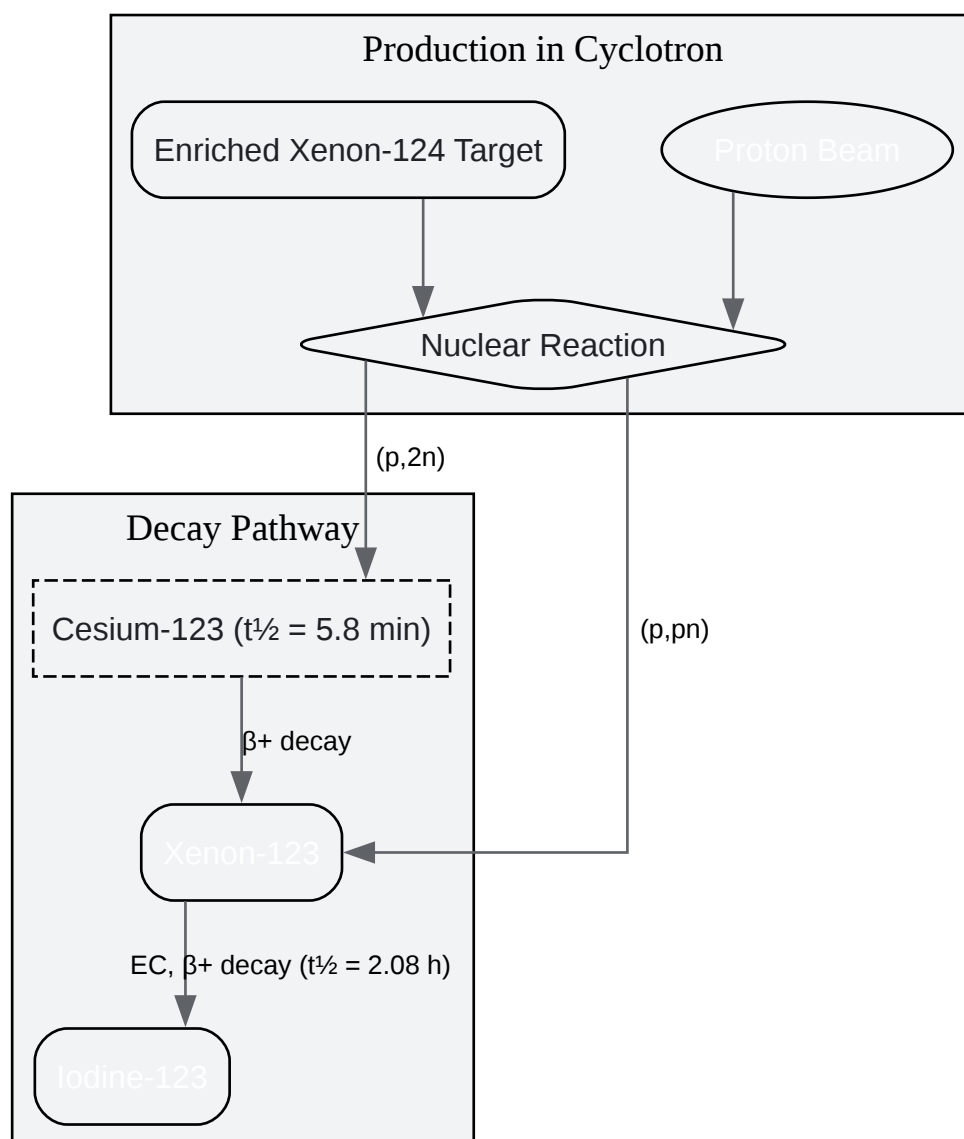 Production in Cyclotron
Enriched Xenon-124 Target
Proton Beam
Nuclear Reaction
(p,2n)
Decay Pathway
Cesium-123 (t½ = 5.8 min)
(p,pn)
β+ decay
Xenon-123
EC, β+ decay (t½ = 2.08 h)
Iodine-123